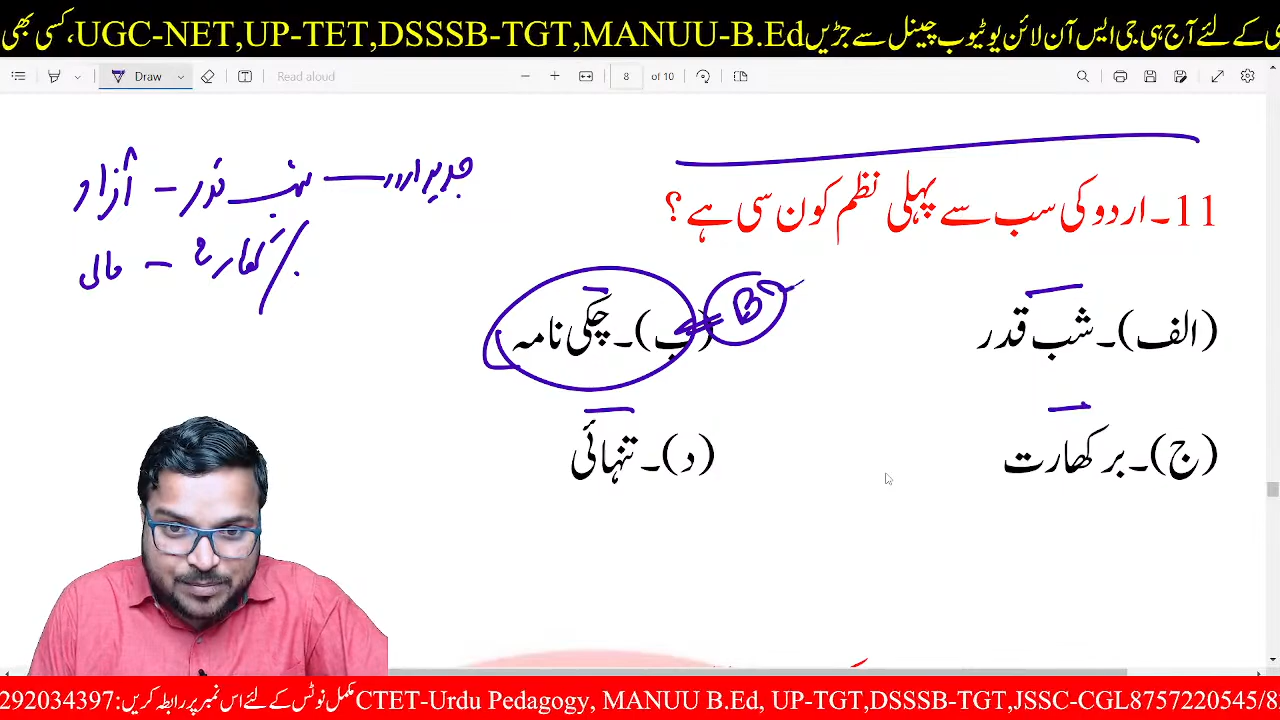 سی کے لئے آج ہی جی ایس آن لائن یوٹیوب چینل سے جڑیں UGC-NET,UP-TET,DSSSB-TGT,MANUU-B.Ed، کسی بھی
Draw
Read aloud
8 of 10
جدید اردو — شب قدر – آزاد
برکھارت – حالی
11۔ اردو کی سب سے پہلی نظم کون سی ہے ؟
(الف)۔ شب قدر
(ب)۔ چکی نامہ
B
(ج)۔ برکھارت
(د)۔ تنہائی
292034397: مکمل نوٹس کے لئے اس نمبر پر رابطہ کریں CTET-Urdu Pedagogy, MANUU B.Ed, UP-TGT,DSSSB-TGT,JSSC-CGL8757220545/82